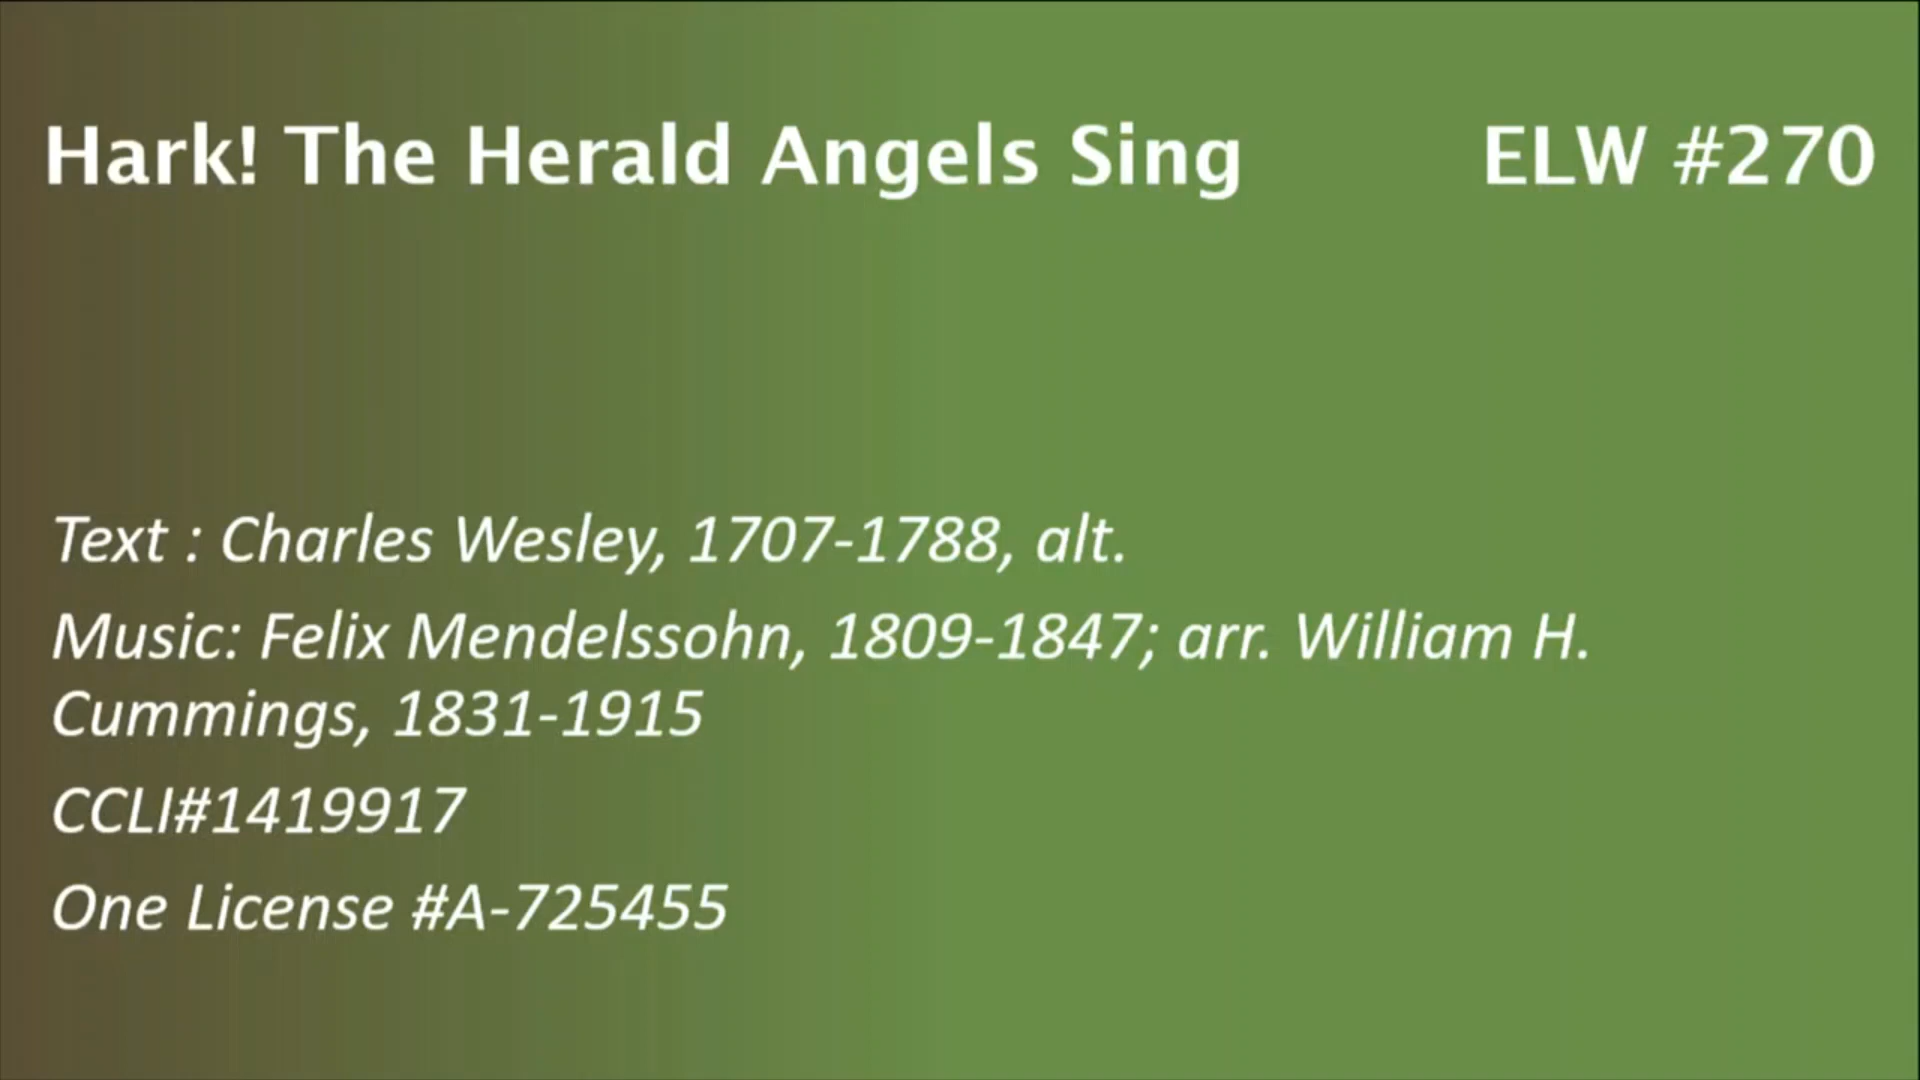 Hark! The Herald Angels Sing ELW #270
Text : Charles Wesley, 1707-1788, alt.
Music: Felix Mendelssohn, 1809-1847; arr. William H.
Cummings, 1831-1915
CCLI#1419917
One License #A-725455